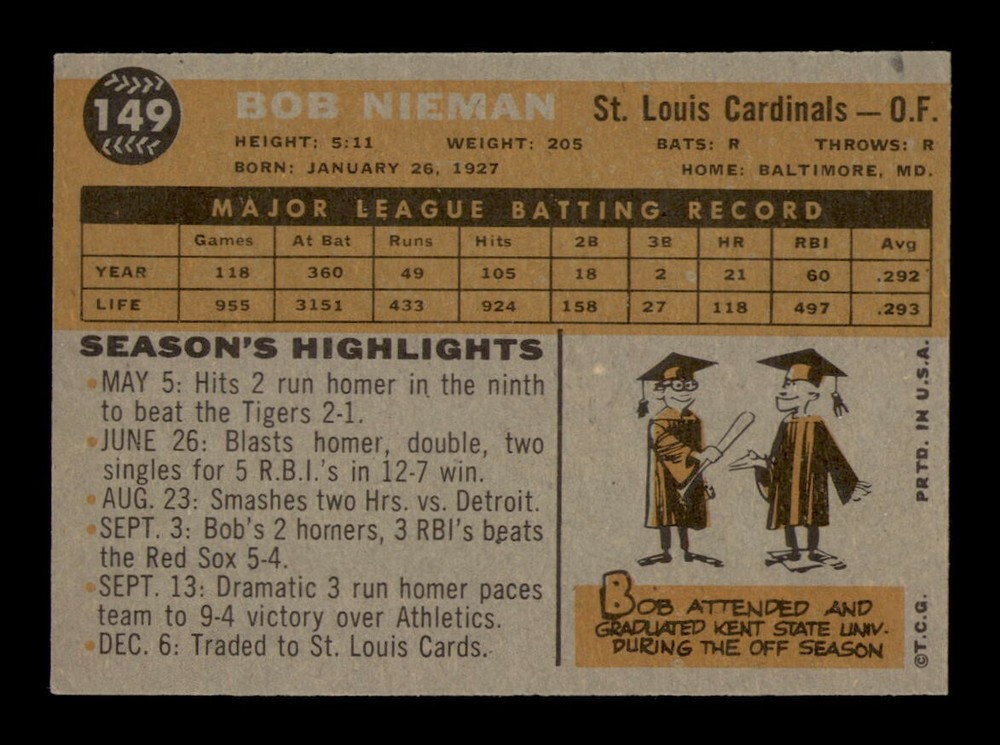 149
BOB NIEMAN St. Louis Cardinals — O.F.
HEIGHT: 5:11 WEIGHT: 205 BATS: R THROWS: R
BORN: JANUARY 26, 1927 HOME: BALTIMORE, MD.
MAJOR LEAGUE BATTING RECORD
Games At Bat Runs Hits 2B 3B HR RBI Avg
YEAR 118 360 49 105 18 2 21 60 .292
LIFE 955 3151 433 924 158 27 118 497 .293
SEASON'S HIGHLIGHTS
•MAY 5: Hits 2 run homer in the ninth
to beat the Tigers 2-1.
•JUNE 26: Blasts homer, double, two
singles for 5 R.B.I.'s in 12-7 win.
•AUG. 23: Smashes two Hrs. vs. Detroit.
•SEPT. 3: Bob's 2 homers, 3 RBI's beats
the Red Sox 5-4.
•SEPT. 13: Dramatic 3 run homer paces
team to 9-4 victory over Athletics.
•DEC. 6: Traded to St. Louis Cards.
BOB ATTENDED AND
GRADUATED KENT STATE UNIV.
DURING THE OFF SEASON
©T.C.G. PRTD. IN U.S.A.